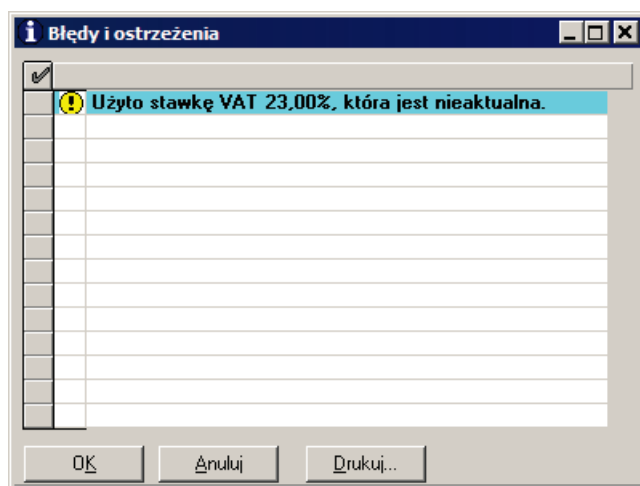 Błędy i ostrzeżenia
Użyto stawkę VAT 23,00%, która jest nieaktualna.
OK
Anuluj
Drukuj...